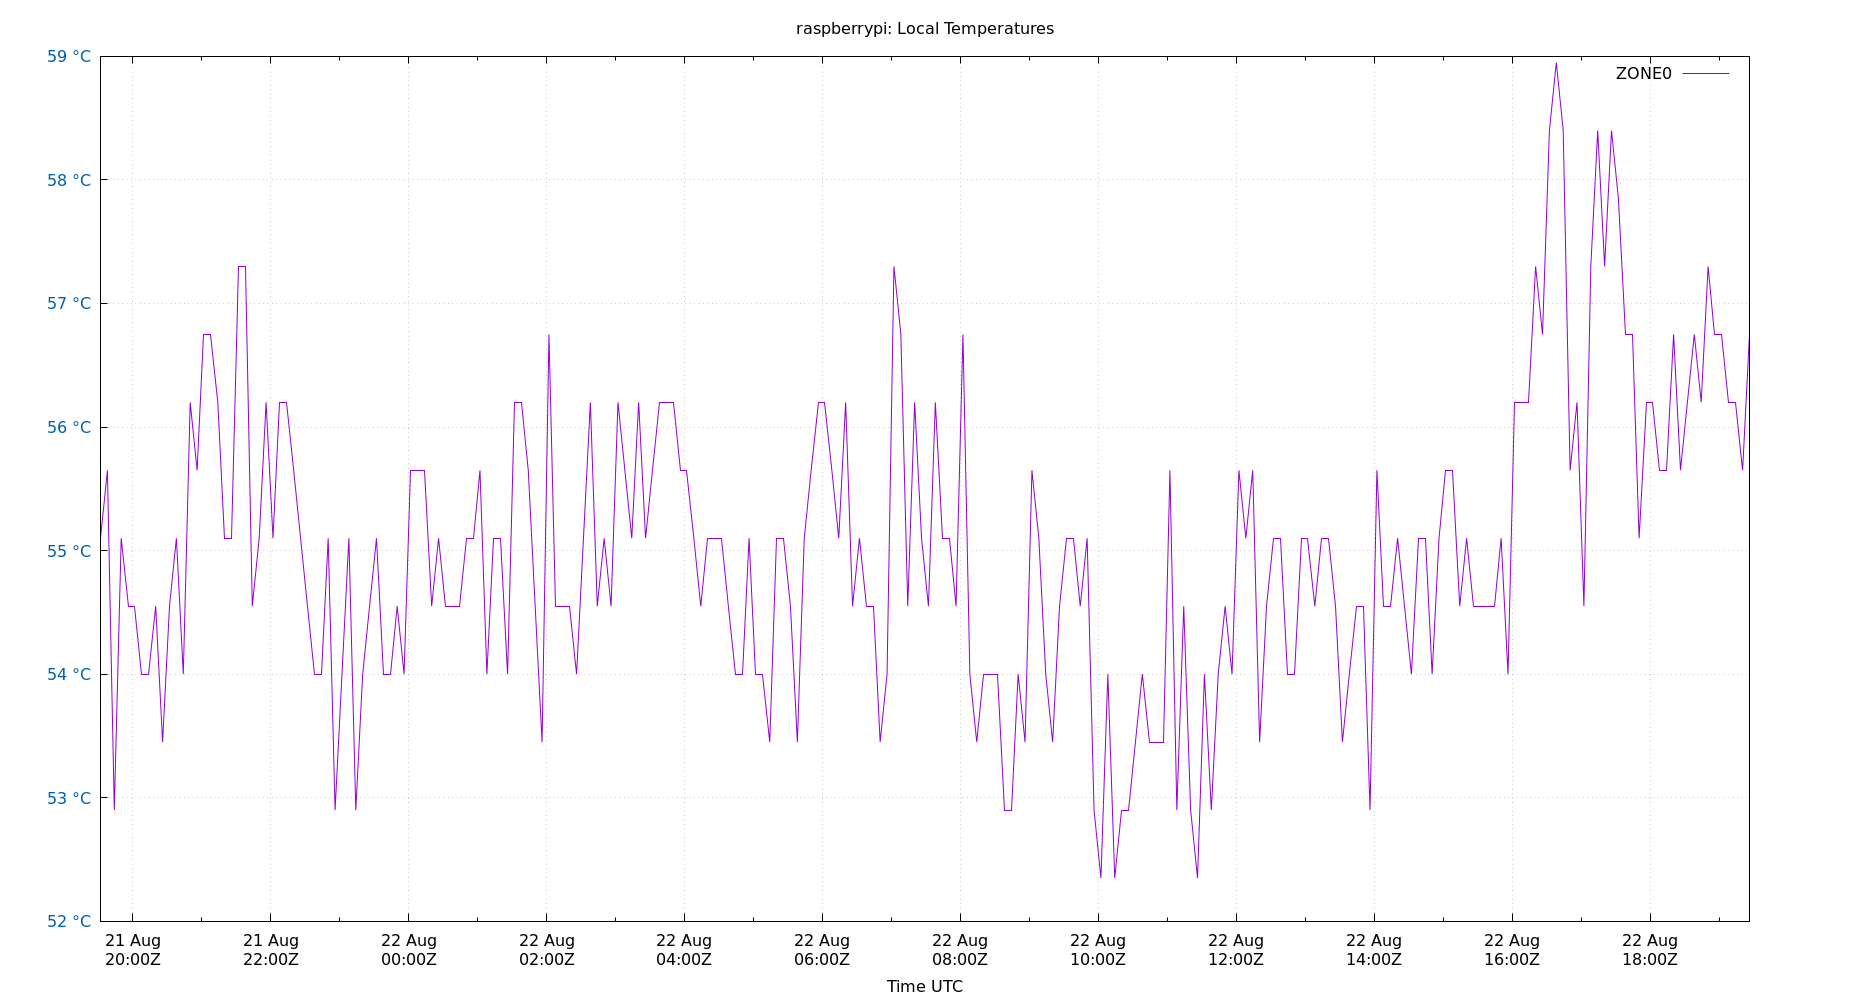 raspberrypi: Local Temperatures
59 °C
ZONE0
58 °C
57 °C
56 °C
55 °C
54 °C
53 °C
52 °C
21 Aug 21 Aug 22 Aug 22 Aug 22 Aug 22 Aug 22 Aug 22 Aug 22 Aug 22 Aug 22 Aug 22 Aug
20:00Z 22:00Z 00:00Z 02:00Z 04:00Z 06:00Z 08:00Z 10:00Z 12:00Z 14:00Z 16:00Z 18:00Z
Time UTC